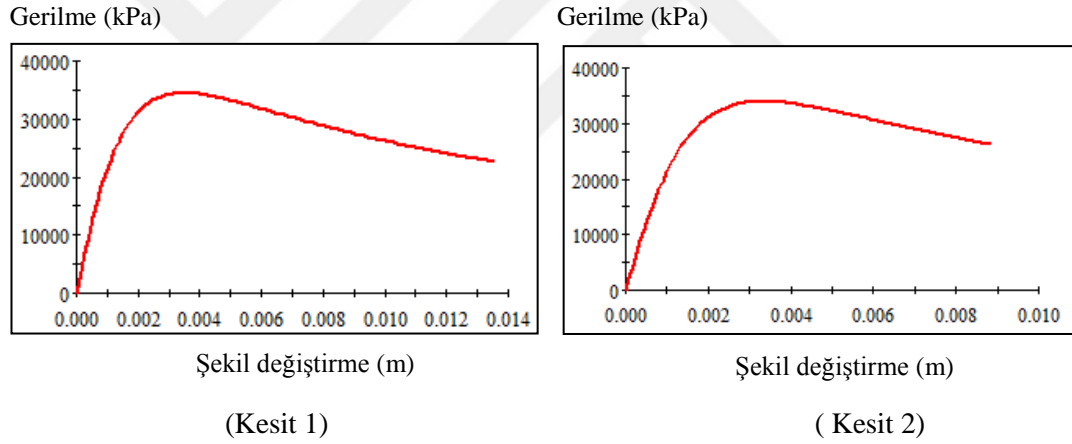 Gerilme (kPa)
40000
30000
20000
10000
0
0.000 0.002 0.004 0.006 0.008 0.010 0.012 0.014
Şekil değiştirme (m)
(Kesit 1)
Gerilme (kPa)
40000
30000
20000
10000
0
0.000 0.002 0.004 0.006 0.008 0.010
Şekil değiştirme (m)
( Kesit 2)